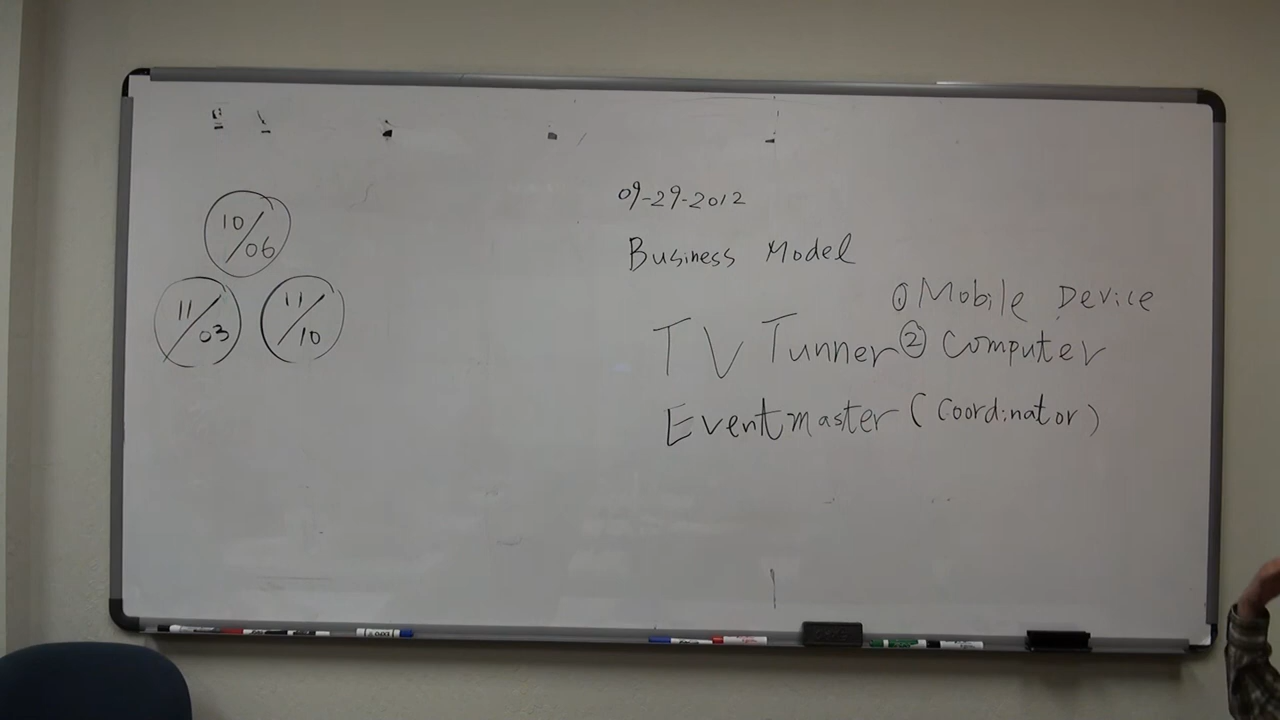 10/06
11/03
11/10
09-29-2012
Business Model
① Mobile Device
TV Tunner ② Computer
Eventmaster (Coordinator)